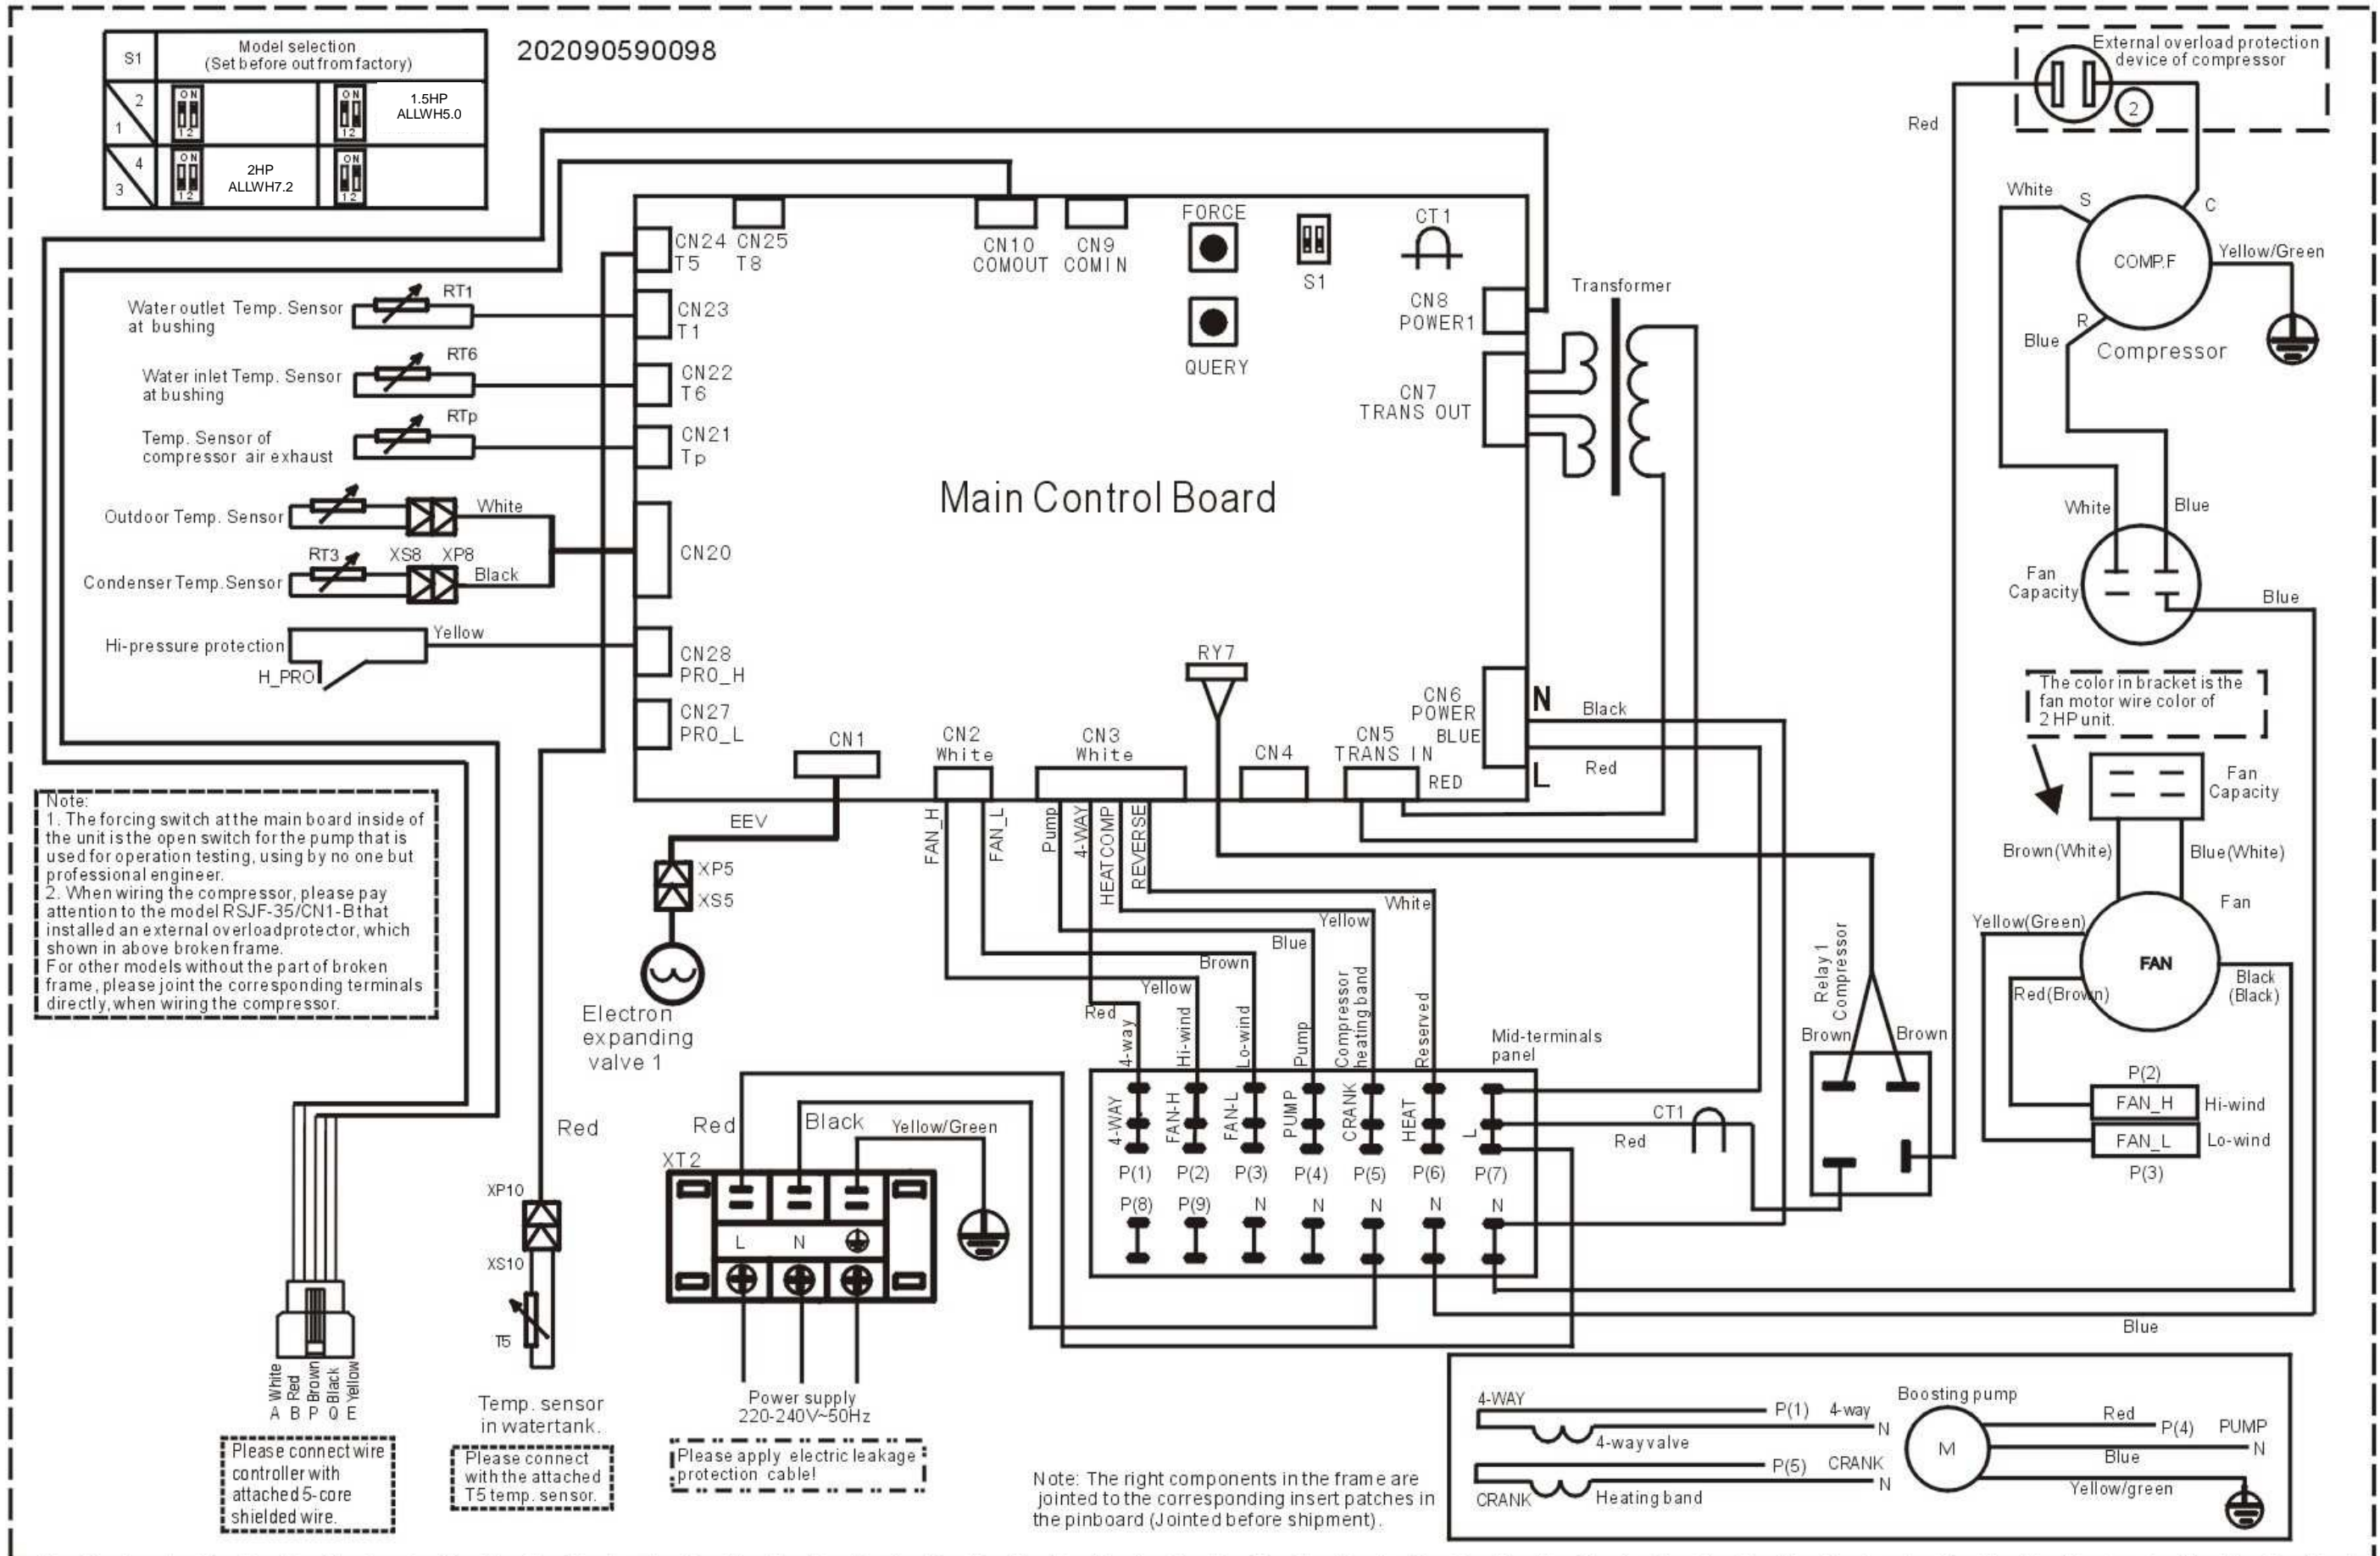 202090590098
S1
Model selection
(Set before out from factory)
2
1
ON
12
ON
12
1.5HP
ALLWH5.0
4
3
ON
12
2HP
ALLWH7.2
ON
12
External overload protection
device of compressor
2
Red
White
S
C
COMP.F
Yellow/Green
R
Blue
Compressor
White
Blue
Fan
Capacity
Blue
The color in bracket is the
fan motor wire color of
2 HP unit.
Fan
Capacity
Brown(White)
Blue(White)
Fan
Yellow(Green)
FAN
Black
(Black)
Red(Brown)
P(2)
FAN_H
Hi-wind
FAN_L
Lo-wind
P(3)
CN24
T5
CN25
T8
CN10
COMOUT
CN9
COMIN
FORCE
QUERY
S1
CT1
CN8
POWER1
Transformer
CN7
TRANS OUT
Main Control Board
CN23
T1
CN22
T6
CN21
Tp
CN20
CN28
PRO_H
CN27
PRO_L
CN1
CN2
White
CN3
White
RY7
CN4
CN5
TRANS IN
RED
CN6
POWER
BLUE
N
L
Black
Red
Water outlet Temp. Sensor
at bushing
RT1
Water inlet Temp. Sensor
at bushing
RT6
Temp. Sensor of
compressor air exhaust
RTp
Outdoor Temp. Sensor
White
Condenser Temp.Sensor
RT3
XS8
XP8
Black
Hi-pressure protection
Yellow
H_PRO
Note:
1. The forcing switch at the main board inside of
the unit is the open switch for the pump that is
used for operation testing, using by no one but
professional engineer.
2. When wiring the compressor, please pay
attention to the model RSJF-35/CN1-B that
installed an external overloadprotector, which
shown in above broken frame.
For other models without the part of broken
frame, please joint the corresponding terminals
directly, when wiring the compressor.
EEV
XP5
XS5
Electron
expanding
valve 1
FAN_H
FAN_L
Pump
4-WAY
HEATCOMP
REVERSE
White
Yellow
Blue
Brown
Yellow
Red
4-way
Hi-wind
Lo-wind
Pump
Compressor
heating band
Reserved
Mid-terminals
panel
4-WAY
FAN-H
FAN-L
PUMP
CRANK
HEAT
L
P(1)
P(2)
P(3)
P(4)
P(5)
P(6)
P(7)
P(8)
P(9)
N
N
N
N
N
CT1
Red
Relay 1
Compressor
Brown
Brown
Blue
Red
Black
Yellow/Green
XT2
L
N
Power supply
220-240V~50Hz
Please apply electric leakage
protection cable!
Red
XP10
XS10
T5
Temp. sensor
in watertank.
Please connect
with the attached
T5 temp. sensor.
A White
B Red
P Brown
Q Black
E Yellow
Please connect wire
controller with
attached 5-core
shielded wire.
Note: The right components in the frame are
jointed to the corresponding insert patches in
the pinboard (Jointed before shipment).
4-WAY
P(1)
4-way
N
4-way valve
P(5)
CRANK
N
CRANK
Heating band
Boosting pump
M
Red
P(4)
PUMP
N
Blue
Yellow/green